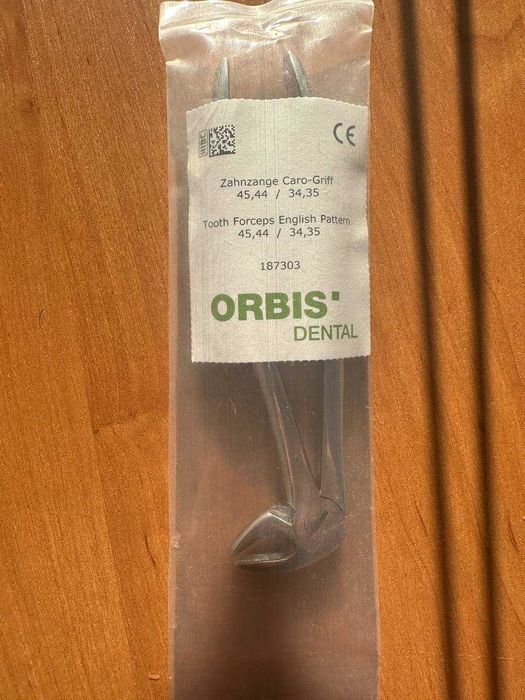 HIBC
CE
Zahnzange Caro-Griff
45,44 / 34,35
Tooth Forceps English Pattern
45,44 / 34,35
187303
ORBIS
DENTAL